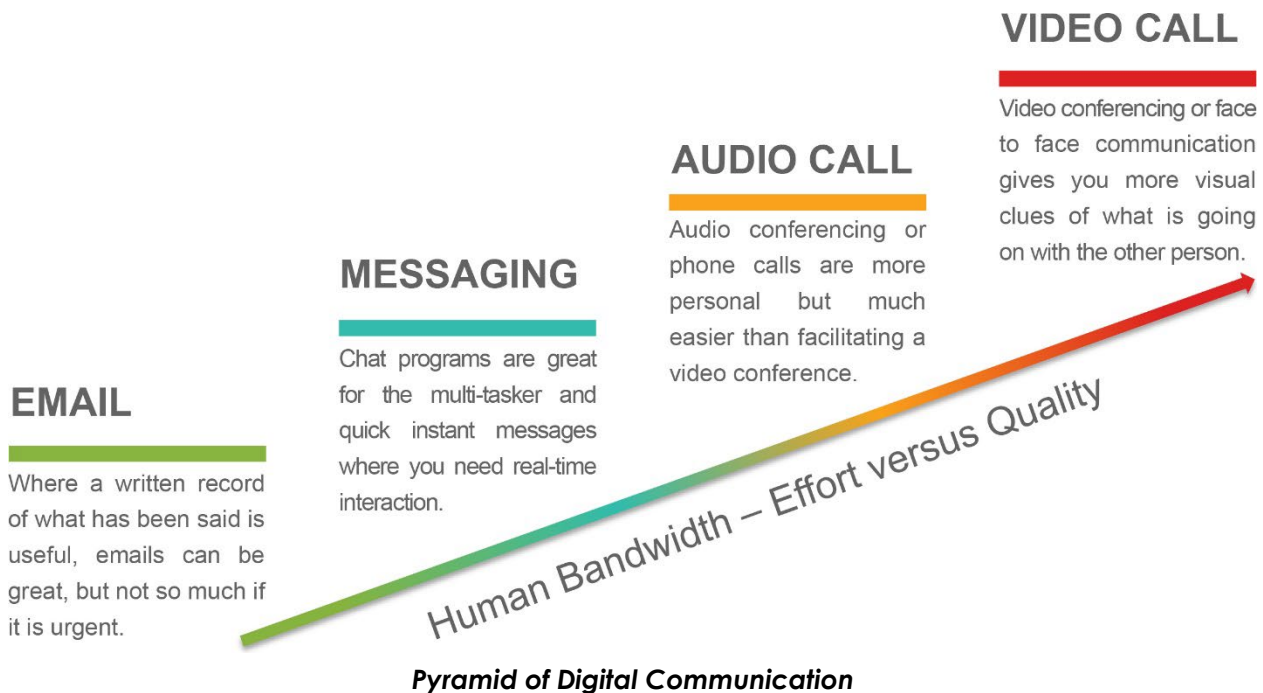 VIDEO CALL
Video conferencing or face
to face communication
gives you more visual
clues of what is going
on with the other person.
AUDIO CALL
Audio conferencing or
phone calls are more
personal but much
easier than facilitating a
video conference.
MESSAGING
Chat programs are great
for the multi-tasker and
quick instant messages
where you need real-time
interaction.
EMAIL
Where a written record
of what has been said is
useful, emails can be
great, but not so much if
it is urgent.
Human Bandwidth – Effort versus Quality
Pyramid of Digital Communication